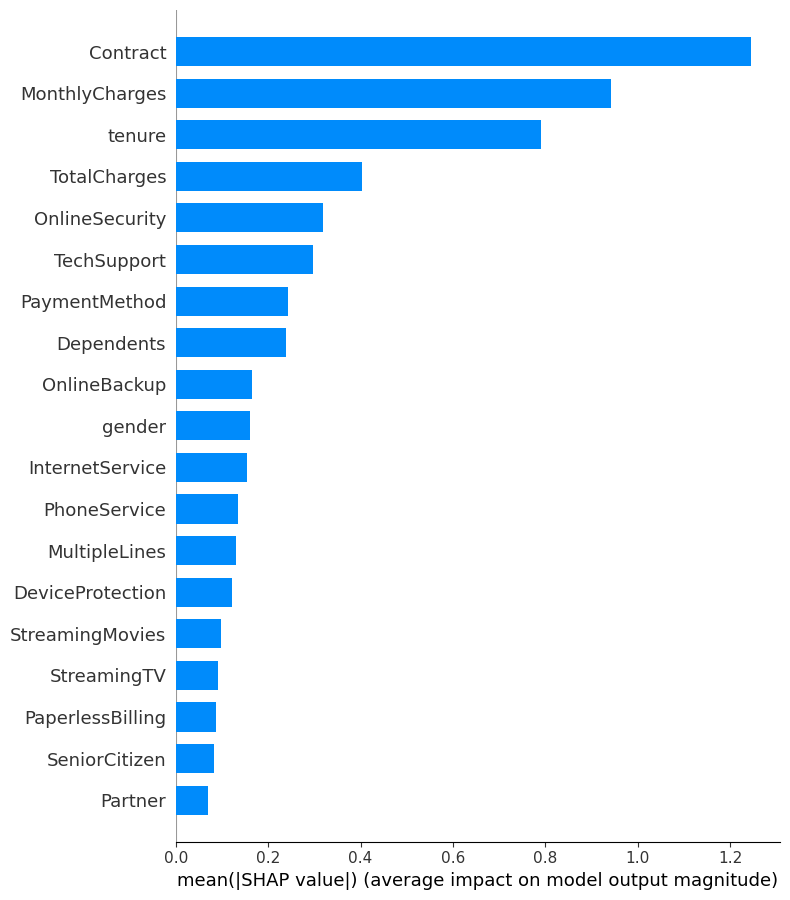 Contract
MonthlyCharges
tenure
TotalCharges
OnlineSecurity
TechSupport
PaymentMethod
Dependents
OnlineBackup
gender
InternetService
PhoneService
MultipleLines
DeviceProtection
StreamingMovies
StreamingTV
PaperlessBilling
SeniorCitizen
Partner
0.0 0.2 0.4 0.6 0.8 1.0 1.2
mean(|SHAP value|) (average impact on model output magnitude)